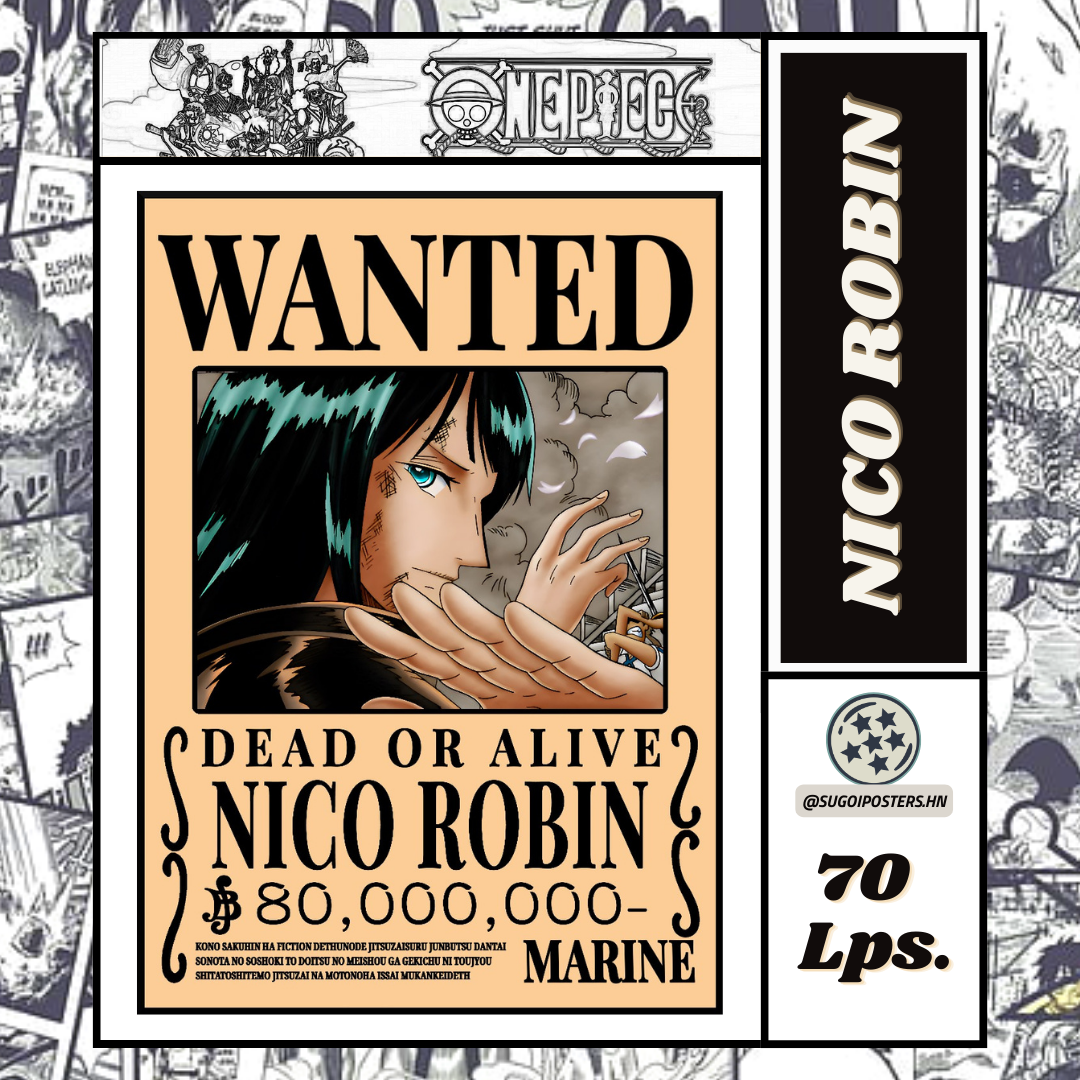 ONE PIECE
WANTED
DEAD OR ALIVE
NICO ROBIN
80,000,000-
KONO SAKUHIN HA FICTION DETHUNODE JITSUZAISURU JUNBUTSU DANTAI
SONOTA NO SOSHOKI TO DOITSU NO MEISHOU GA GEKICHU NI TOUJYOU
SHITATOSHITEMO JITSUZAI NA MOTONOHA ISSAI MUKANKEIDETH
MARINE
NICO ROBIN
@SUGOIPOSTERS.HN
70
Lps.